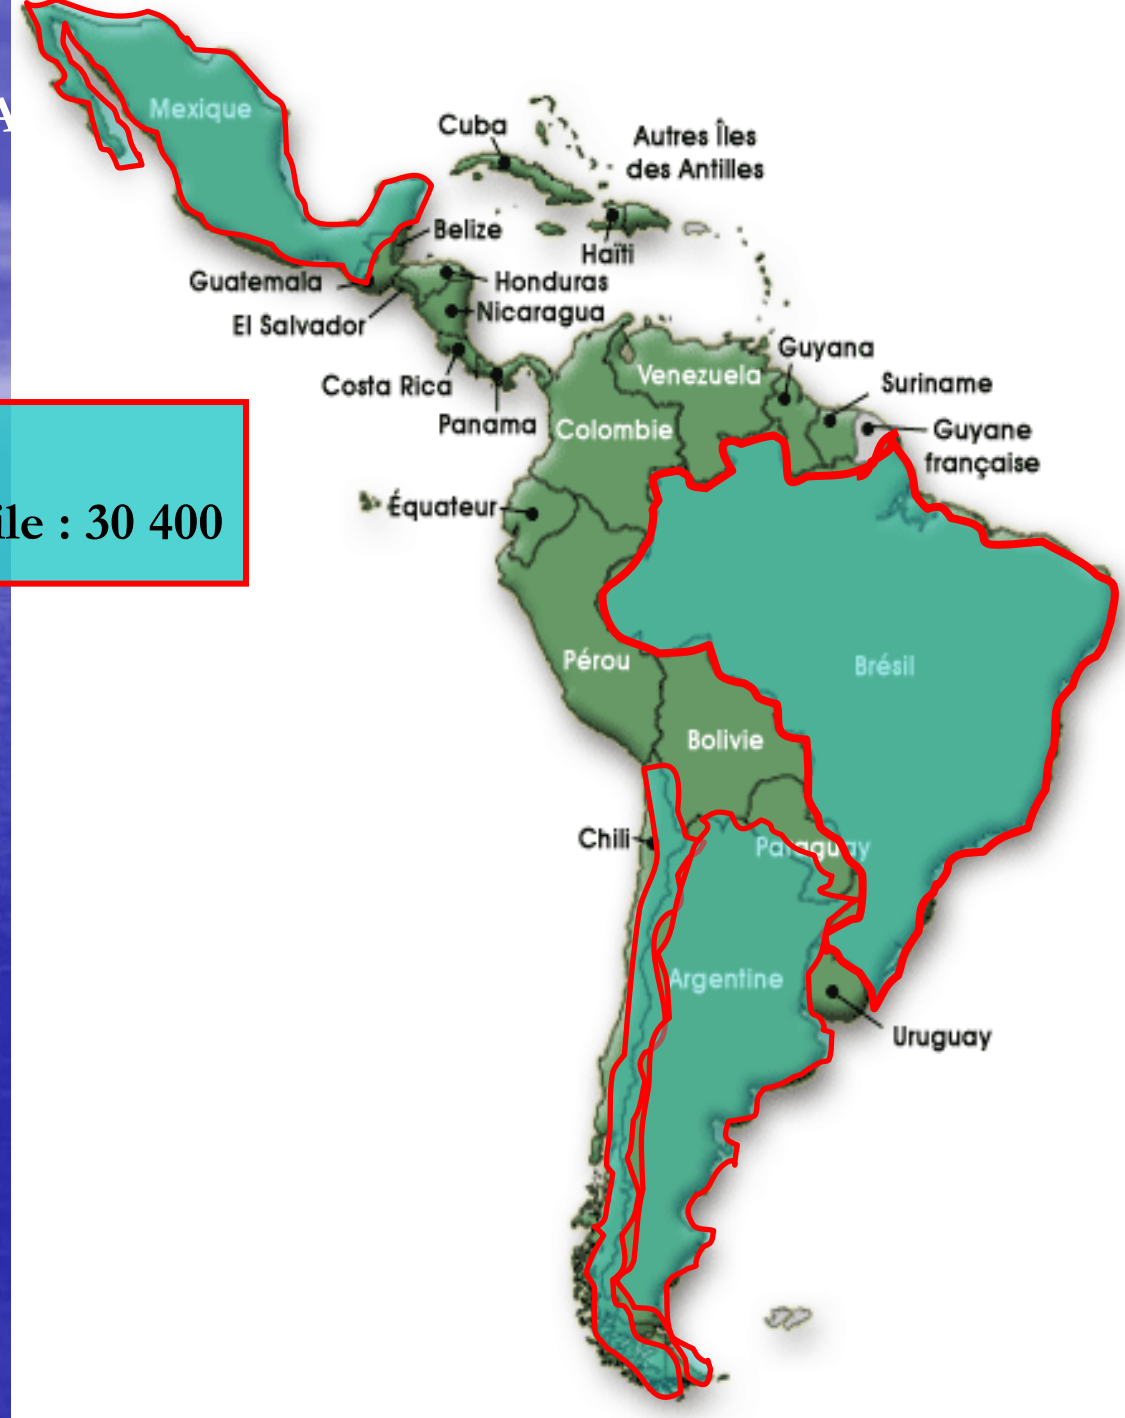 A
Mexique
Cuba
Autres Îles
des Antilles
Belize
Haïti
Guatemala
Honduras
El Salvador
Nicaragua
Guyana
Costa Rica
Venezuela
Suriname
Panama
Colombie
Guyane
française
Équateur
ile : 30 400
Pérou
Brésil
Bolivie
Chili
Paraguay
Argentine
Uruguay